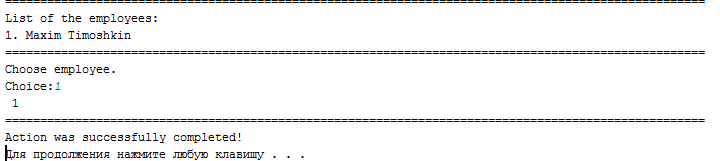 ================================================================================
List of the employees:
1. Maxim Timoshkin
================================================================================
Choose employee.
Choice:1
1
================================================================================
Action was successfully completed!
Для продолжения нажмите любую клавишу . . .